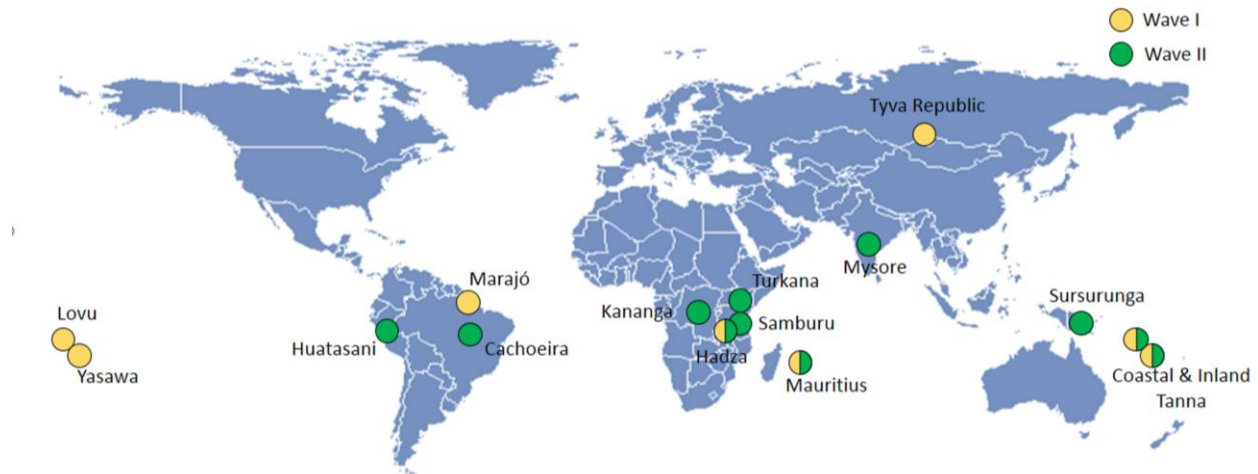 Wave I
Wave II
Tyva Republic
Mysore
Marajó
Turkana
Lovu
Kananga
Sursurunga
Samburu
Huatasani
Cachoeira
Hadza
Yasawa
Mauritius
Coastal & Inland
Tanna